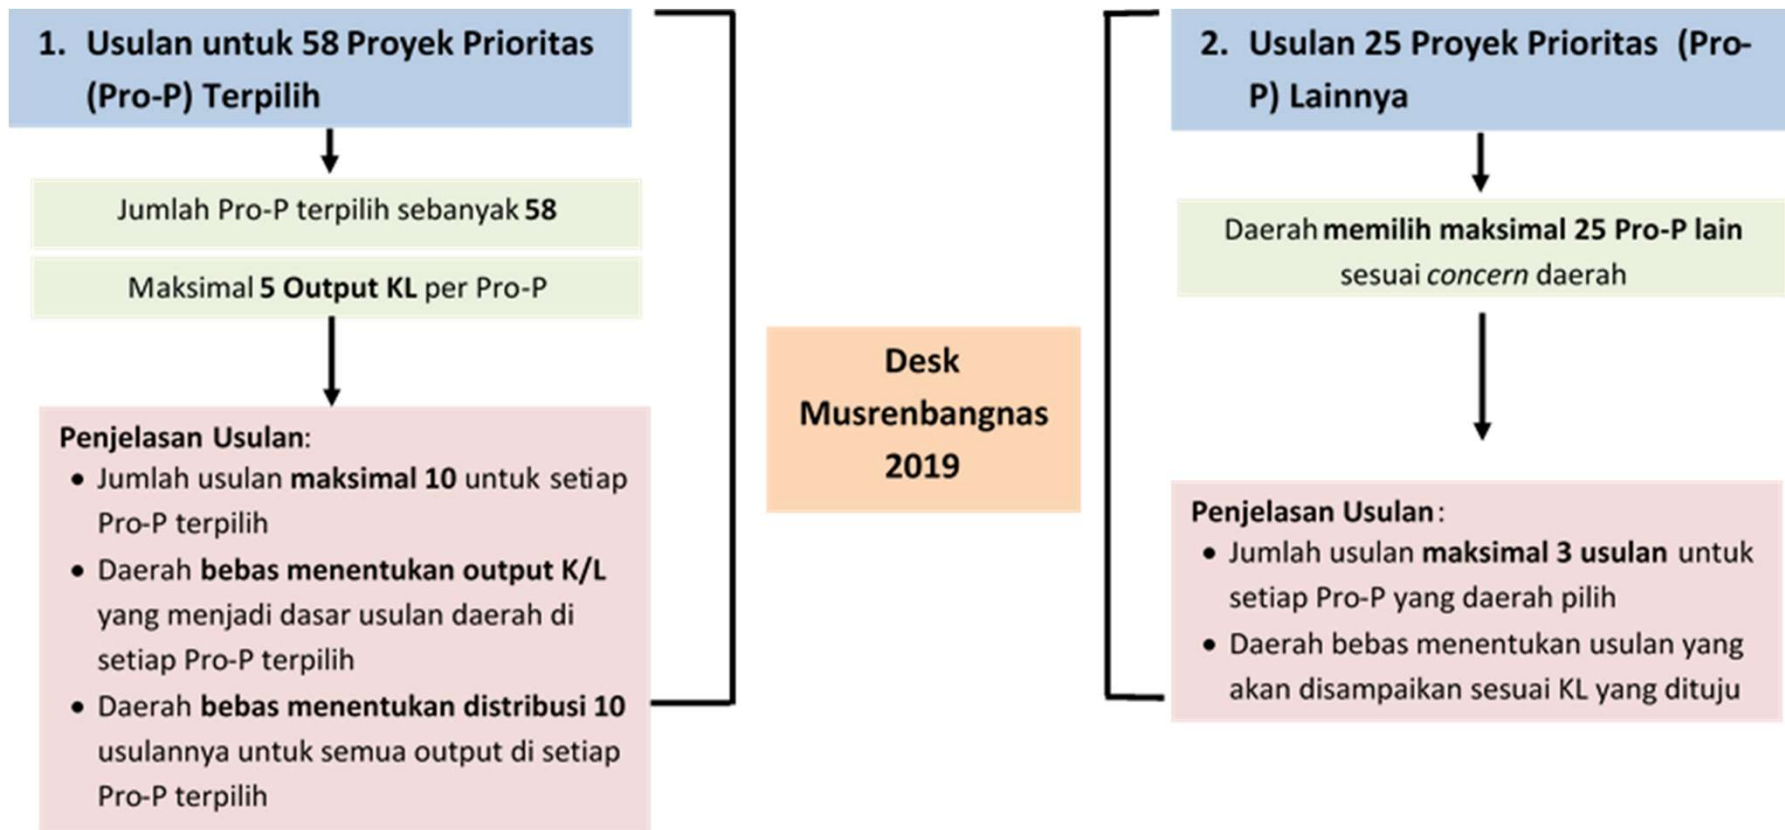 1. Usulan untuk 58 Proyek Prioritas
(Pro-P) Terpilih
Jumlah Pro-P terpilih sebanyak 58
Maksimal 5 Output KL per Pro-P
Penjelasan Usulan:
• Jumlah usulan maksimal 10 untuk setiap
Pro-P terpilih
• Daerah bebas menentukan output K/L
yang menjadi dasar usulan daerah di
setiap Pro-P terpilih
• Daerah bebas menentukan distribusi 10
usulannya untuk semua output di setiap
Pro-P terpilih
Desk
Musrenbangnas
2019
2. Usulan 25 Proyek Prioritas (Pro-
P) Lainnya
Daerah memilih maksimal 25 Pro-P lain
sesuai concern daerah
Penjelasan Usulan:
• Jumlah usulan maksimal 3 usulan untuk
setiap Pro-P yang daerah pilih
• Daerah bebas menentukan usulan yang
akan disampaikan sesuai KL yang dituju